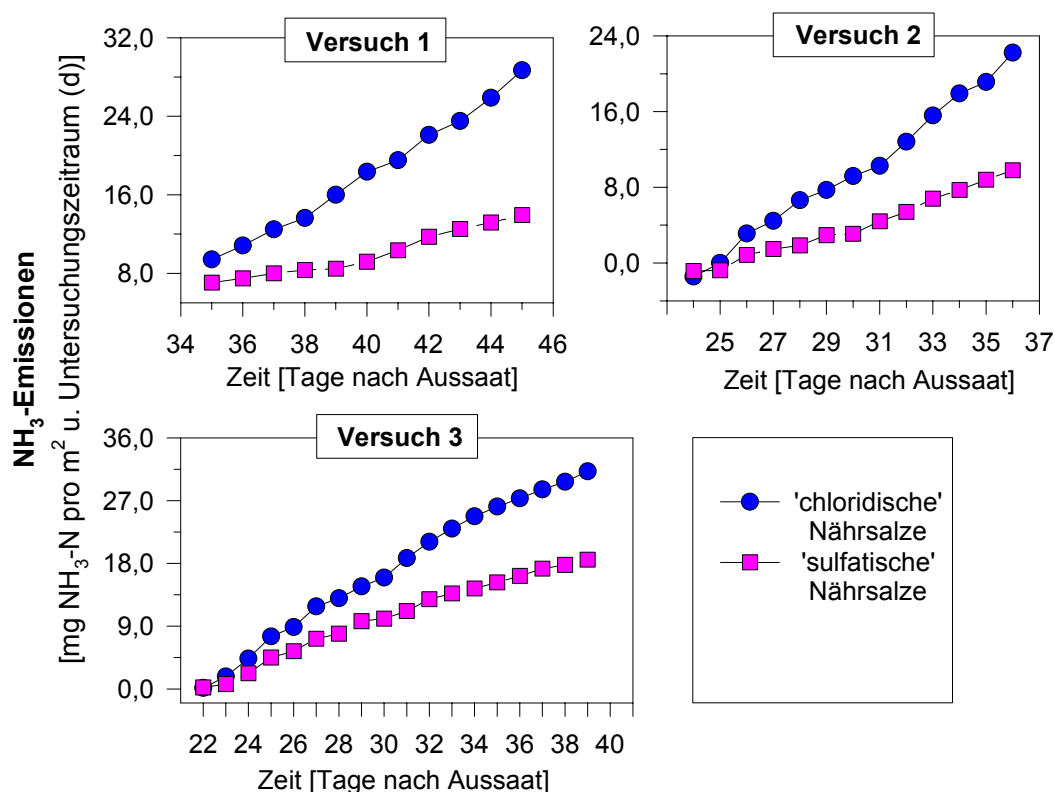 NH3-Emissionen
[mg NH3-N pro m2 u. Untersuchungszeitraum (d)]
Versuch 1
32,0
24,0
16,0
8,0
34 36 38 40 42 44 46
Zeit [Tage nach Aussaat]
Versuch 2
24,0
16,0
8,0
0,0
25 27 29 31 33 35 37
Zeit [Tage nach Aussaat]
Versuch 3
36,0
27,0
18,0
9,0
0,0
22 24 26 28 30 32 34 36 38 40
Zeit [Tage nach Aussaat]
'chloridische'
Nährsalze
'sulfatische'
Nährsalze